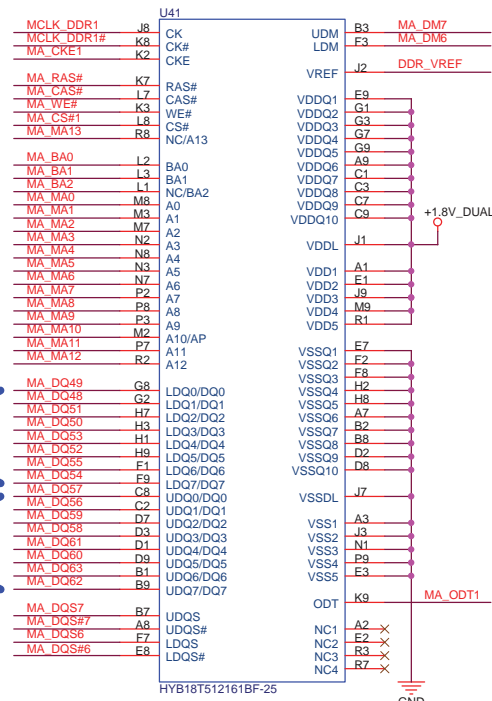 U41
MCLK_DDR1 J8 CK
MCLK_DDR1# K8 CK#
MA_CKE1 K2 CKE
MA_RAS# K7 RAS#
MA_CAS# L7 CAS#
MA_WE# K3 WE#
MA_CS#1 L8 CS#
MA_MA13 R8 NC/A13
MA_BA0 L2 BA0
MA_BA1 L3 BA1
MA_BA2 L1 NC/BA2
MA_MA0 M8 A0
MA_MA1 M3 A1
MA_MA2 M7 A2
MA_MA3 N2 A3
MA_MA4 N8 A4
MA_MA5 N3 A5
MA_MA6 N7 A6
MA_MA7 P2 A7
MA_MA8 P8 A8
MA_MA9 P3 A9
MA_MA10 M2 A10/AP
MA_MA11 P7 A11
MA_MA12 R2 A12
MA_DQ49 G8 LDQ0/DQ0
MA_DQ48 G2 LDQ1/DQ1
MA_DQ51 H7 LDQ2/DQ2
MA_DQ50 H3 LDQ3/DQ3
MA_DQ53 H1 LDQ4/DQ4
MA_DQ52 H9 LDQ5/DQ5
MA_DQ55 F1 LDQ6/DQ6
MA_DQ54 F9 LDQ7/DQ7
MA_DQ57 C8 UDQ0/DQ0
MA_DQ56 C2 UDQ1/DQ1
MA_DQ59 D7 UDQ2/DQ2
MA_DQ58 D3 UDQ3/DQ3
MA_DQ61 D1 UDQ4/DQ4
MA_DQ60 D9 UDQ5/DQ5
MA_DQ63 B1 UDQ6/DQ6
MA_DQ62 B9 UDQ7/DQ7
MA_DQS7 B7 UDQS
MA_DQS#7 A8 UDQS#
MA_DQS6 F7 LDQS
MA_DQS#6 E8 LDQS#
UDM B3 MA_DM7
LDM F3 MA_DM6
VREF J2 DDR_VREF
VDDQ1 E9
VDDQ2 G1
VDDQ3 G3
VDDQ4 G7
VDDQ5 G9
VDDQ6 A9
VDDQ7 C1
VDDQ8 C3
VDDQ9 C7
VDDQ10 C9
+1.8V_DUAL
VDDL J1
VDD1 A1
VDD2 E1
VDD3 J9
VDD4 M9
VDD5 R1
VSSQ1 E7
VSSQ2 F2
VSSQ3 F8
VSSQ4 H2
VSSQ5 H8
VSSQ6 A7
VSSQ7 B2
VSSQ8 B8
VSSQ9 D2
VSSQ10 D8
VSSDL J7
VSS1 A3
VSS2 J3
VSS3 N1
VSS4 P9
VSS5 E3
ODT K9 MA_ODT1
NC1 A2
NC2 E2
NC3 R3
NC4 R7
HYB18T512161BF-25
GND